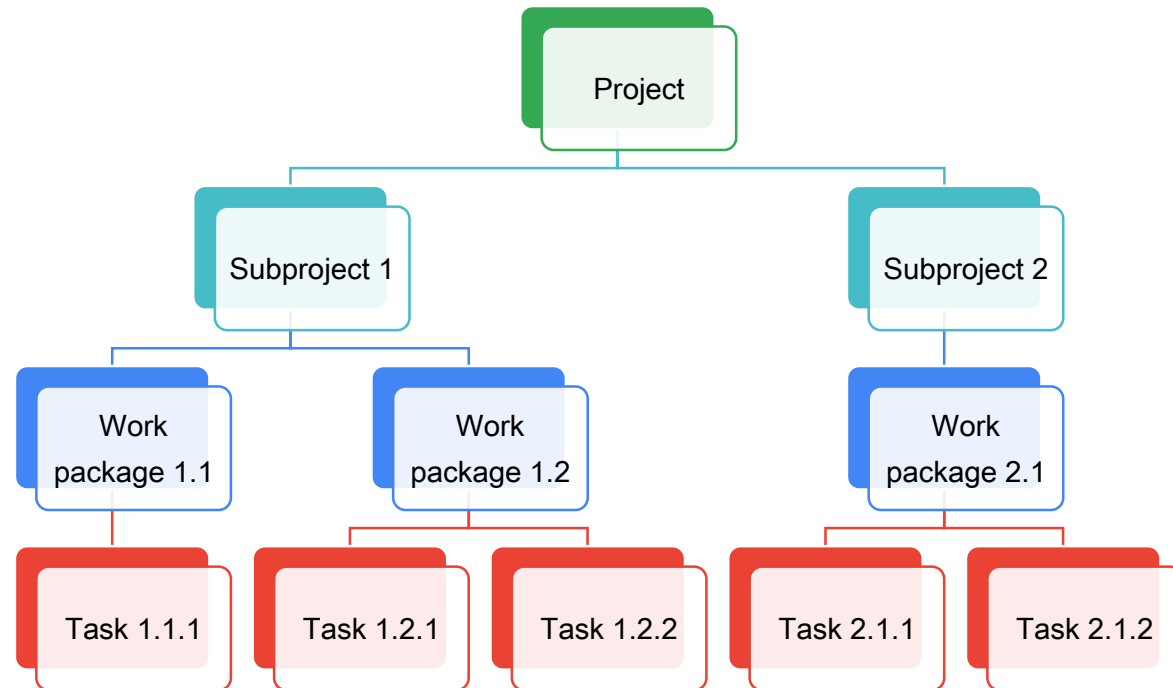 Project
Subproject 1
Subproject 2
Work
package 1.1
Work
package 1.2
Work
package 2.1
Task 1.1.1
Task 1.2.1
Task 1.2.2
Task 2.1.1
Task 2.1.2